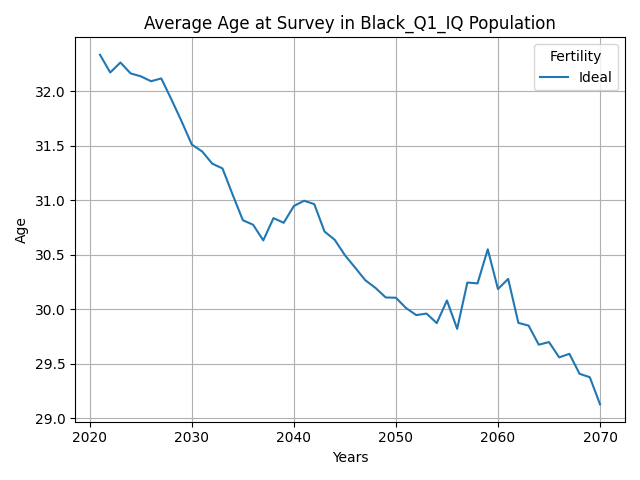 Average Age at Survey in Black_Q1_IQ Population
Fertility
Ideal
Age
32.0
31.5
31.0
30.5
30.0
29.5
29.0
2020 2030 2040 2050 2060 2070
Years